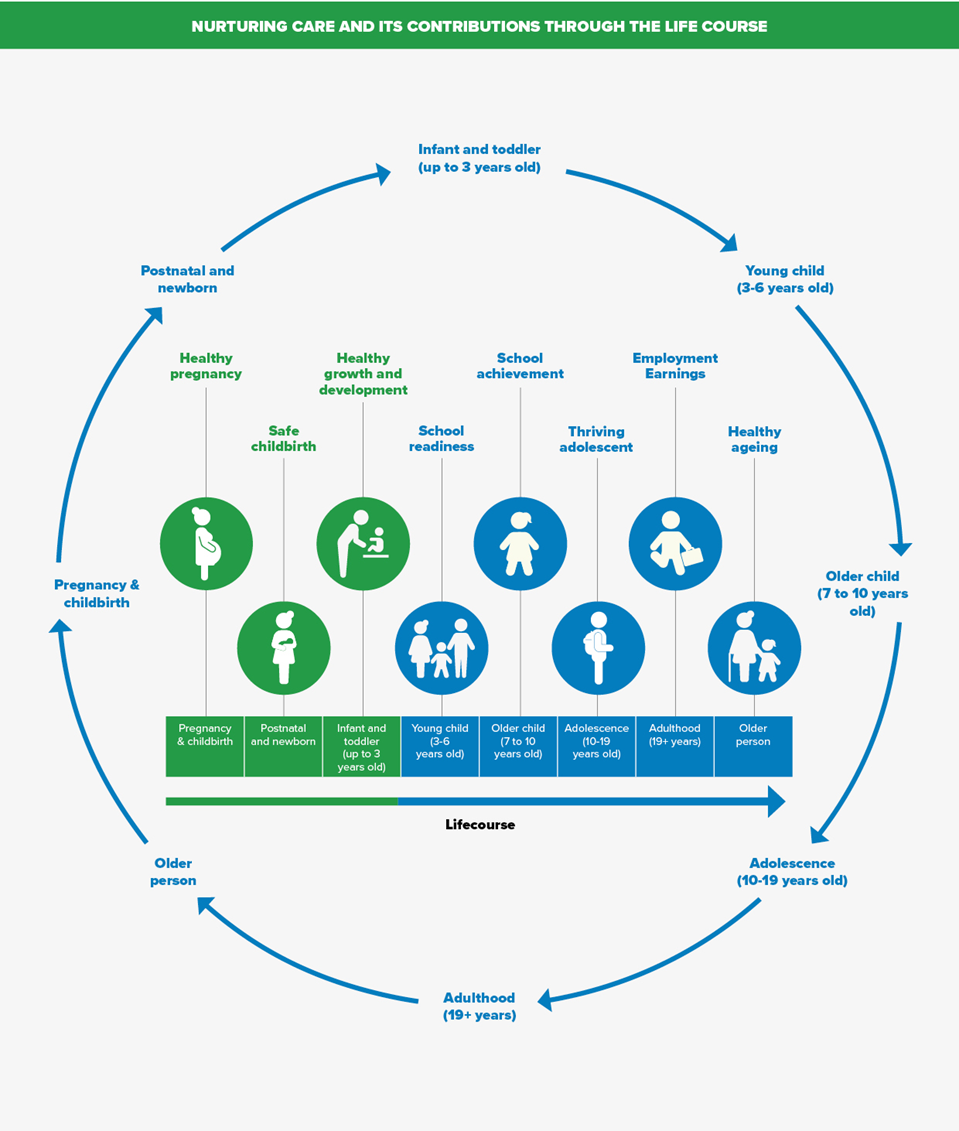 NURTURING CARE AND ITS CONTRIBUTIONS THROUGH THE LIFE COURSE
Infant and toddler
(up to 3 years old)
Postnatal and
newborn
Young child
(3-6 years old)
Healthy
pregnancy
Healthy
growth and
development
School
achievement
Employment
Earnings
Safe
childbirth
School
readiness
Thriving
adolescent
Healthy
ageing
Pregnancy &
childbirth
Older child
(7 to 10 years
old)
Pregnancy
& childbirth
Postnatal
and newborn
Infant and
toddler
(up to 3
years old)
Young child
(3-6
years old)
Older child
(7 to 10
years old)
Adolescence
(10-19
years old)
Adulthood
(19+ years)
Older
person
Lifecourse
Older
person
Adolescence
(10-19 years old)
Adulthood
(19+ years)